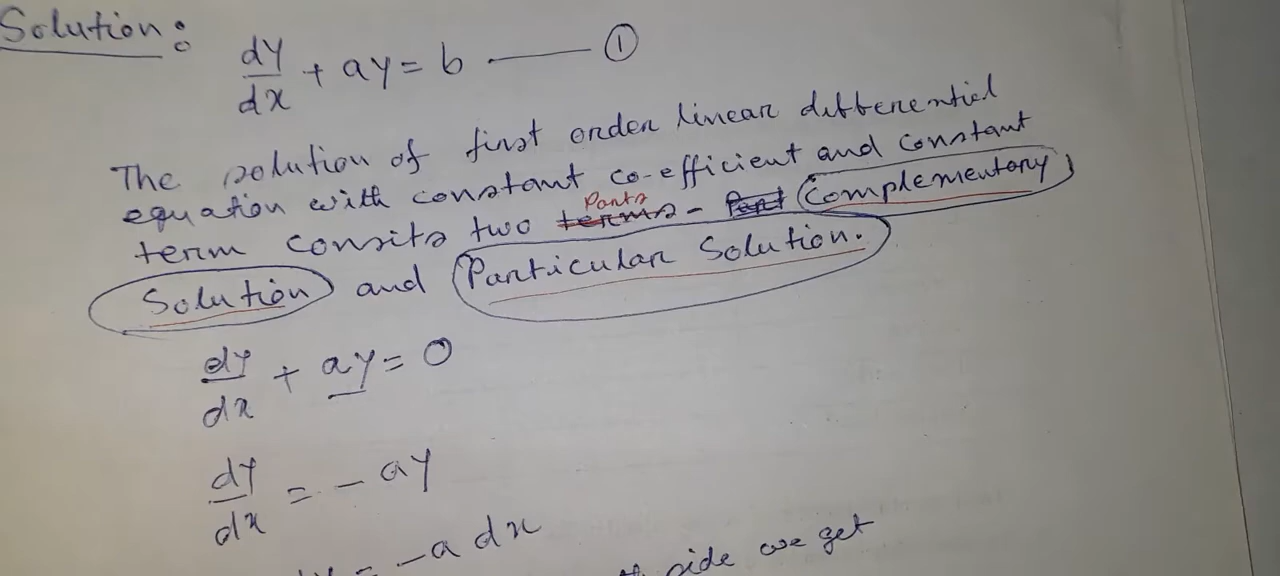 Solution:
dy/dx + ay = b —— ①
The solution of first order linear differential
equation with constant co-efficient and constant
term consits two terms Parts - Part Complementory
Solution and Particular Solution.
dy/dx + ay = 0
dy/dx = - ay
= -a dx
side we get